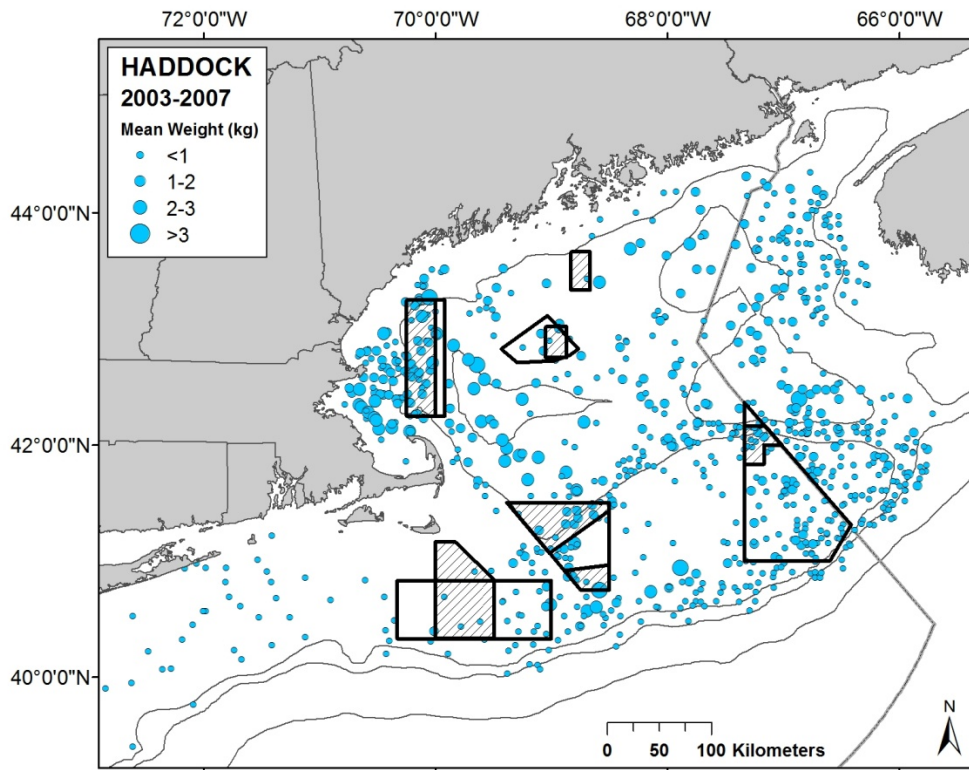 72°0'0"W 70°0'0"W 68°0'0"W 66°0'0"W
HADDOCK
2003-2007
Mean Weight (kg)
<1
1-2
2-3
>3
44°0'0"N
42°0'0"N
40°0'0"N
N
0 50 100 Kilometers